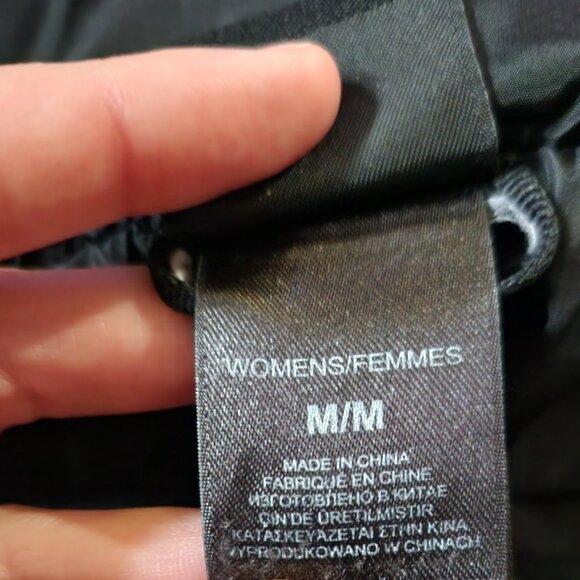 WOMENS/FEMMES
M/M
MADE IN CHINA
FABRIQUÉ EN CHINE
ИЗГОТОВЛЕНО В КИТАЕ
ÇİN'DE ÜRETİLMİŞTİR
ΚΑΤΑΣΚΕΥΑΖΕΤΑΙ ΣΤΗΝ ΚΙΝΑ
WYPRODUKOWANO W CHINACH